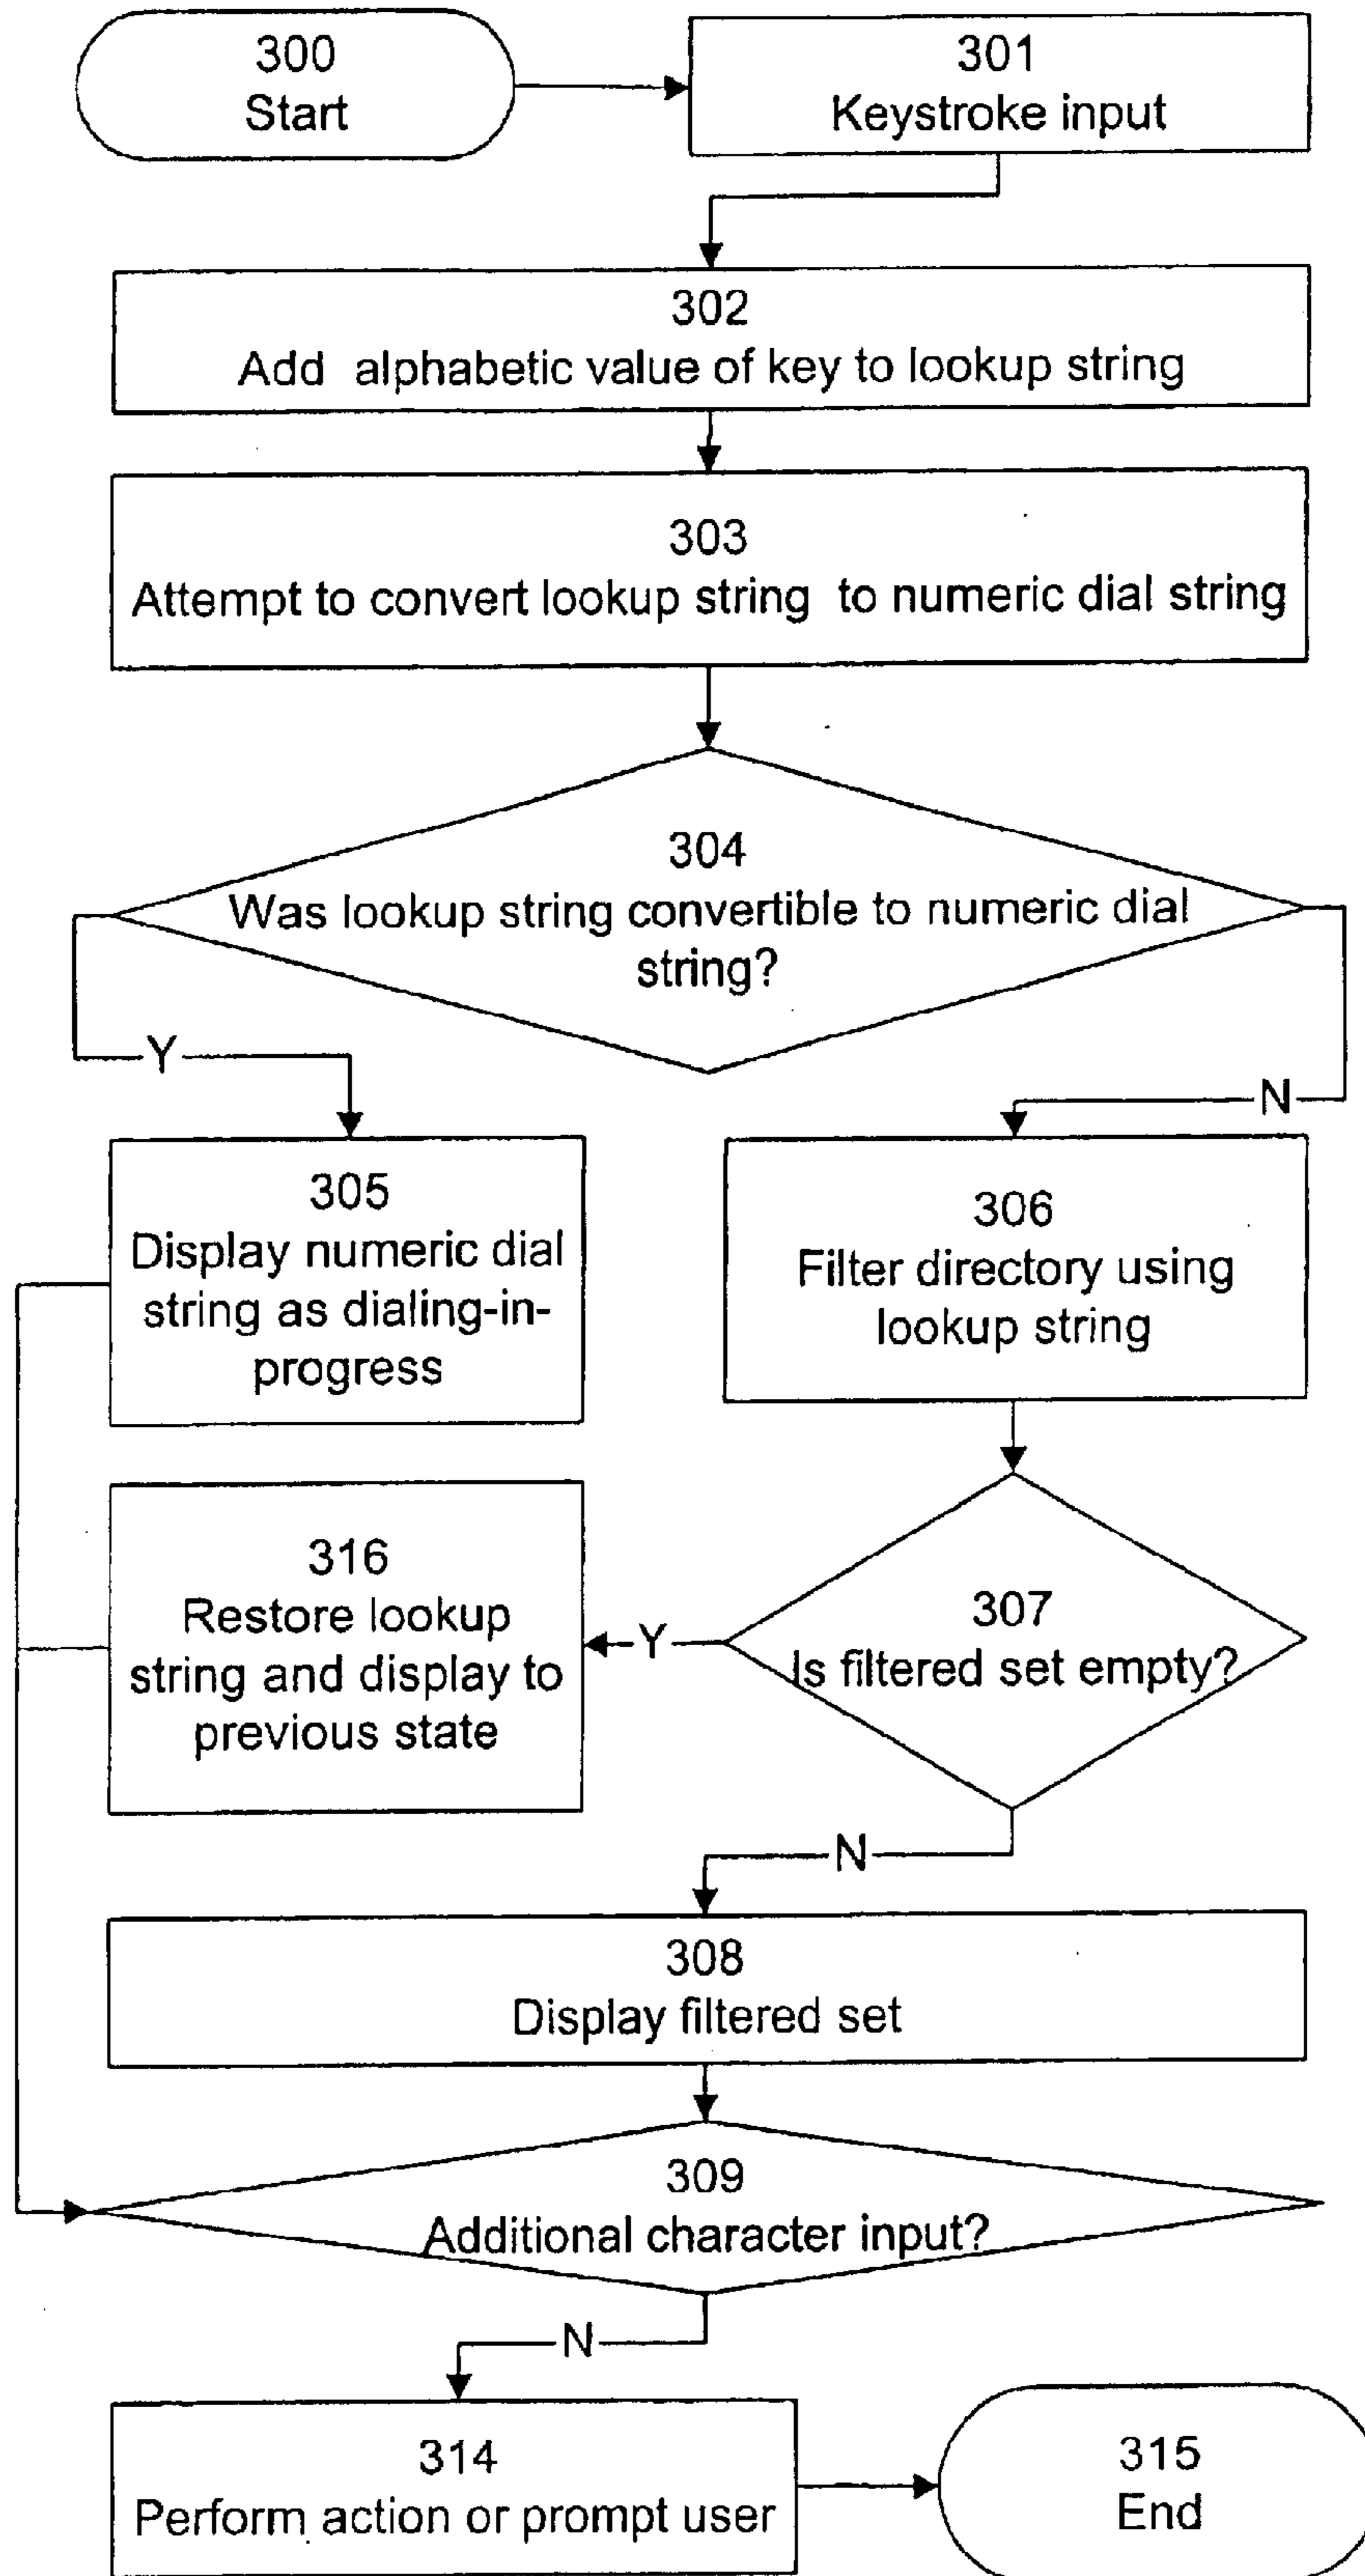 300
Start
301
Keystroke input
302
Add alphabetic value of key to lookup string
303
Attempt to convert lookup string to numeric dial string
304
Was lookup string convertible to numeric dial
string?
Y
N
305
Display numeric dial
string as dialing-in-
progress
306
Filter directory using
lookup string
316
Restore lookup
string and display to
previous state
Y
307
Is filtered set empty?
N
308
Display filtered set
309
Additional character input?
N
314
Perform action or prompt user
315
End